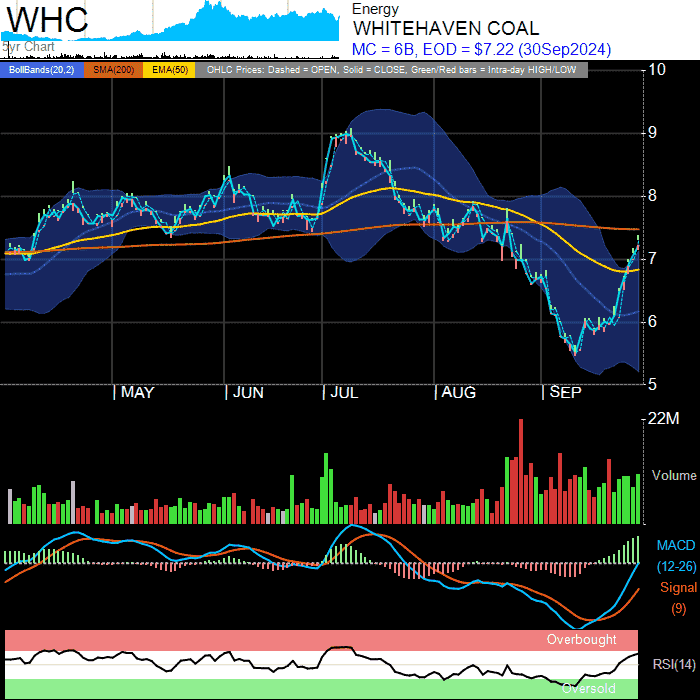 WHC
5yr Chart
Energy
WHITEHAVEN COAL
MC = 6B, EOD = $7.22 (30Sep2024)
BollBands(20,2) SMA(200) EMA(50) OHLC Prices: Dashed = OPEN, Solid = CLOSE, Green/Red bars = Intra-day HIGH/LOW
10
9
8
7
6
5
MAY JUN JUL AUG SEP
22M
Volume
MACD
(12-26)
Signal
(9)
Overbought
RSI(14)
Oversold